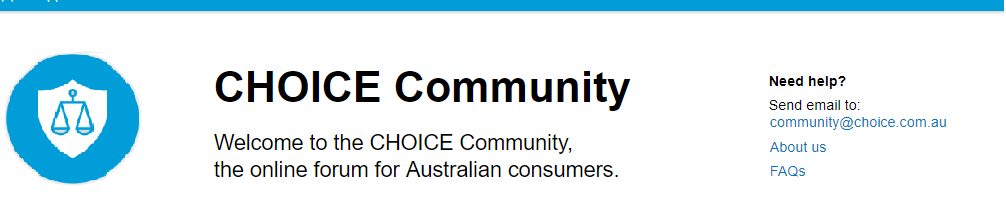 CHOICE Community
Welcome to the CHOICE Community,
the online forum for Australian consumers.
Need help?
Send email to:
community@choice.com.au
About us
FAQs